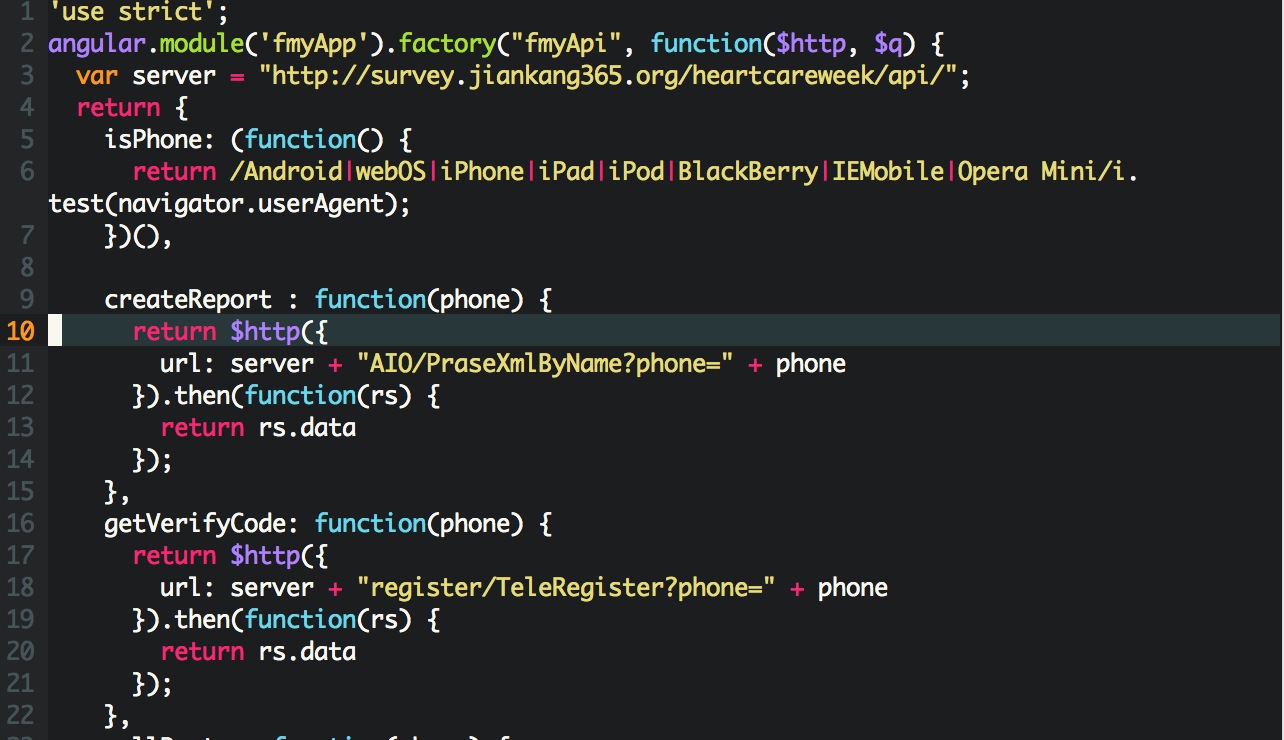 1 'use strict';
2 angular.module('fmyApp').factory("fmyApi", function($http, $q) {
3   var server = "http://survey.jiankang365.org/heartcareweek/api/";
4   return {
5     isPhone: (function() {
6       return /Android|webOS|iPhone|iPad|iPod|BlackBerry|IEMobile|Opera Mini/i.
test(navigator.userAgent);
7     })(),
8
9     createReport : function(phone) {
10       return $http({
11         url: server + "AIO/PraseXmlByName?phone=" + phone
12       }).then(function(rs) {
13         return rs.data
14       });
15     },
16     getVerifyCode: function(phone) {
17       return $http({
18         url: server + "register/TeleRegister?phone=" + phone
19       }).then(function(rs) {
20         return rs.data
21       });
22     },